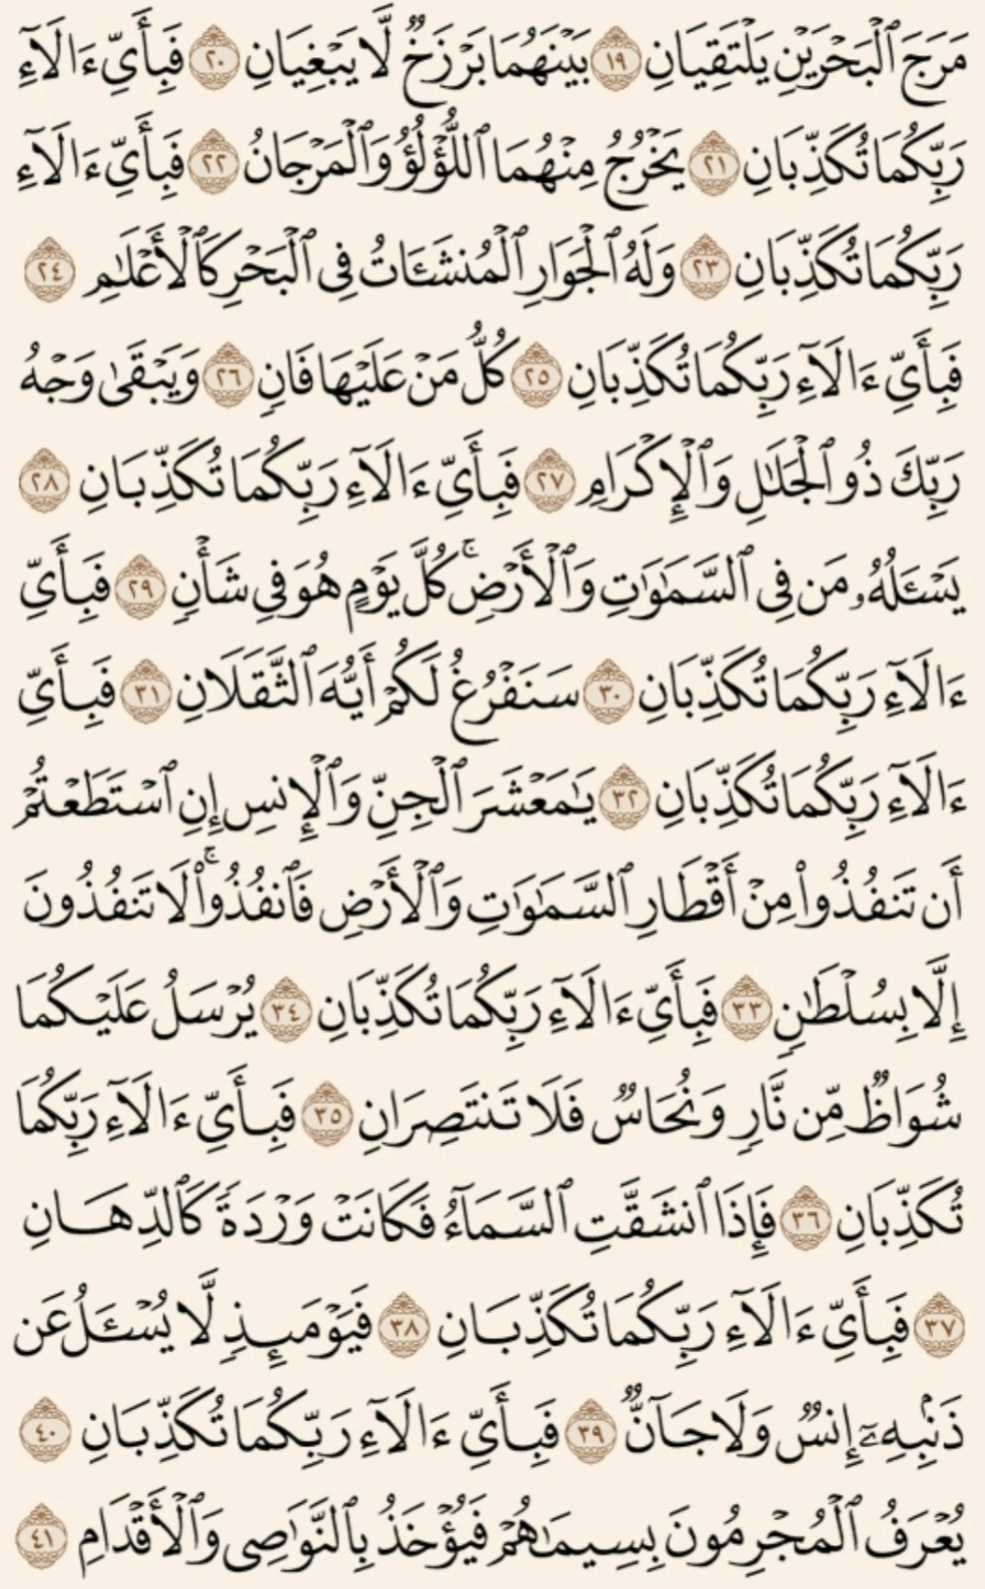 مَرَجَ ٱلْبَحْرَيْنِ يَلْتَقِيَانِ ١٩ بَيْنَهُمَا بَرْزَخٌ لَّا يَبْغِيَانِ ٢٠ فَبِأَيِّ ءَالَآءِ
رَبِّكُمَا تُكَذِّبَانِ ٢١ يَخْرُجُ مِنْهُمَا ٱللُّؤْلُؤُ وَٱلْمَرْجَانُ ٢٢ فَبِأَيِّ ءَالَآءِ
رَبِّكُمَا تُكَذِّبَانِ ٢٣ وَلَهُ ٱلْجَوَارِ ٱلْمُنشَـَٔاتُ فِى ٱلْبَحْرِ كَٱلْأَعْلَـٰمِ ٢٤
فَبِأَيِّ ءَالَآءِ رَبِّكُمَا تُكَذِّبَانِ ٢٥ كُلُّ مَنْ عَلَيْهَا فَانٍ ٢٦ وَيَبْقَىٰ وَجْهُ
رَبِّكَ ذُو ٱلْجَلَـٰلِ وَٱلْإِكْرَامِ ٢٧ فَبِأَيِّ ءَالَآءِ رَبِّكُمَا تُكَذِّبَانِ ٢٨
يَسْـَٔلُهُۥ مَن فِى ٱلسَّمَـٰوَٰتِ وَٱلْأَرْضِ ۚ كُلَّ يَوْمٍ هُوَ فِى شَأْنٍ ٢٩ فَبِأَيِّ
ءَالَآءِ رَبِّكُمَا تُكَذِّبَانِ ٣٠ سَنَفْرُغُ لَكُمْ أَيُّهَ ٱلثَّقَلَانِ ٣١ فَبِأَيِّ
ءَالَآءِ رَبِّكُمَا تُكَذِّبَانِ ٣٢ يَـٰمَعْشَرَ ٱلْجِنِّ وَٱلْإِنسِ إِنِ ٱسْتَطَعْتُمْ
أَن تَنفُذُوا۟ مِنْ أَقْطَارِ ٱلسَّمَـٰوَٰتِ وَٱلْأَرْضِ فَٱنفُذُوا۟ ۚ لَا تَنفُذُونَ
إِلَّا بِسُلْطَـٰنٍ ٣٣ فَبِأَيِّ ءَالَآءِ رَبِّكُمَا تُكَذِّبَانِ ٣٤ يُرْسَلُ عَلَيْكُمَا
شُوَاظٌ مِّن نَّارٍ وَنُحَاسٌ فَلَا تَنتَصِرَانِ ٣٥ فَبِأَيِّ ءَالَآءِ رَبِّكُمَا
تُكَذِّبَانِ ٣٦ فَإِذَا ٱنشَقَّتِ ٱلسَّمَآءُ فَكَانَتْ وَرْدَةً كَٱلدِّهَانِ
٣٧ فَبِأَيِّ ءَالَآءِ رَبِّكُمَا تُكَذِّبَانِ ٣٨ فَيَوْمَئِذٍ لَّا يُسْـَٔلُ عَن
ذَنۢبِهِۦٓ إِنسٌ وَلَا جَآنٌّ ٣٩ فَبِأَيِّ ءَالَآءِ رَبِّكُمَا تُكَذِّبَانِ ٤٠
يُعْرَفُ ٱلْمُجْرِمُونَ بِسِيمَـٰهُمْ فَيُؤْخَذُ بِٱلنَّوَٰصِى وَٱلْأَقْدَامِ ٤١